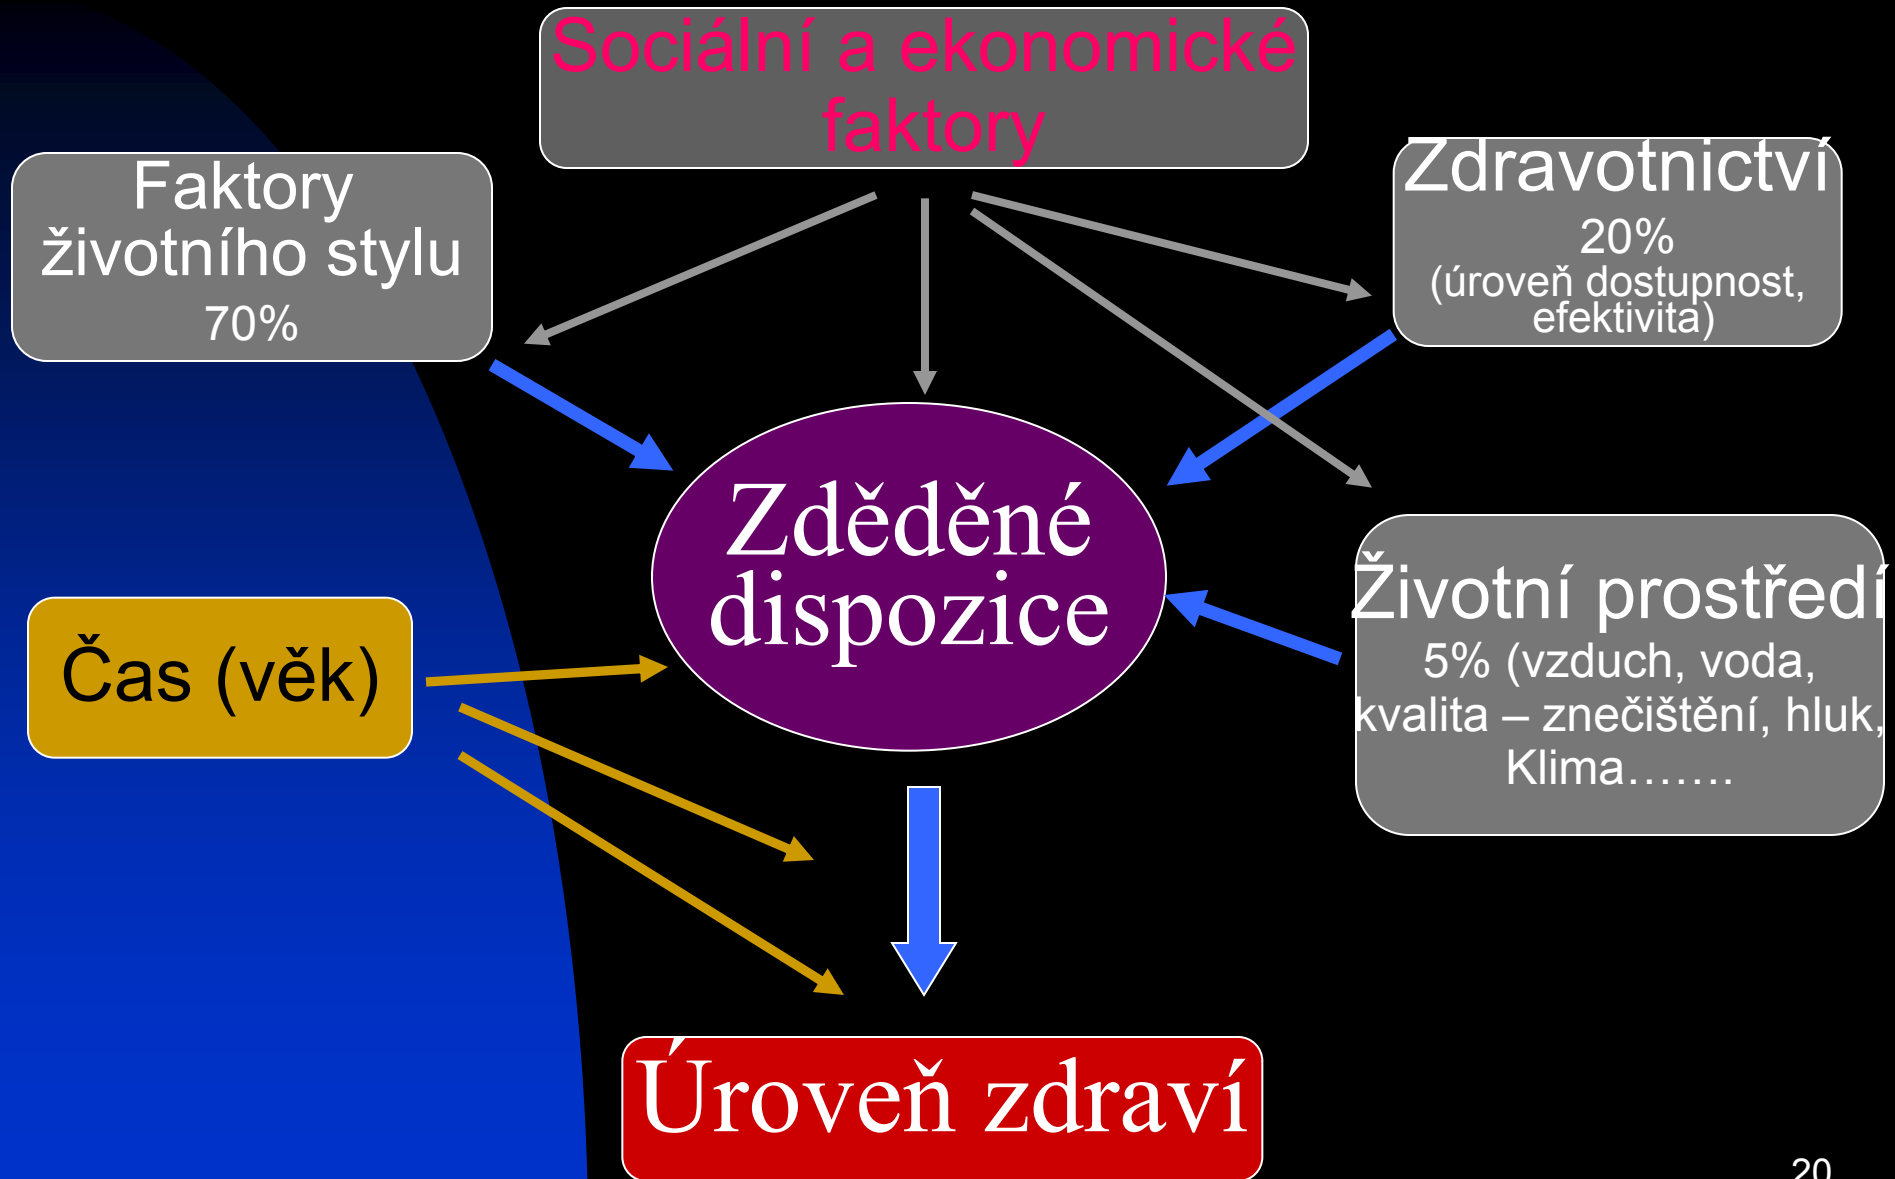 Sociální a ekonomické
faktory
Faktory
životního stylu
70%
Zdravotnictví
20%
(úroveň dostupnost,
efektivita)
Zděděné
dispozice
Čas (věk)
Životní prostředí
5% (vzduch, voda,
kvalita – znečištění, hluk,
Klima…….
Úroveň zdraví
20